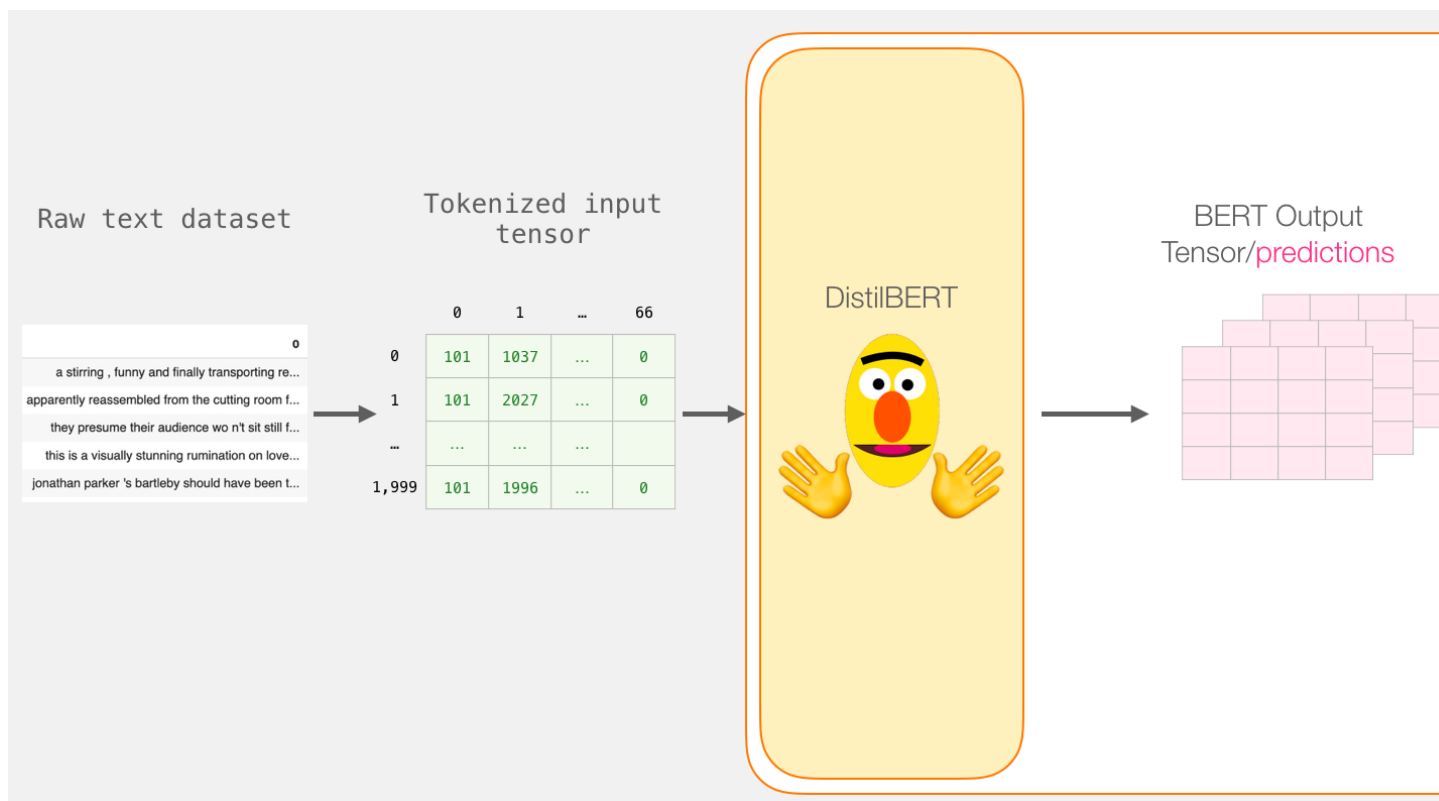 Raw text dataset
o
a stirring , funny and finally transporting re...
apparently reassembled from the cutting room f...
they presume their audience wo n't sit still f...
this is a visually stunning rumination on love...
jonathan parker 's bartleby should have been t...
Tokenized input
tensor
0 1 … 66
0 101 1037 … 0
1 101 2027 … 0
… … … …
1,999 101 1996 … 0
DistilBERT
BERT Output
Tensor/predictions